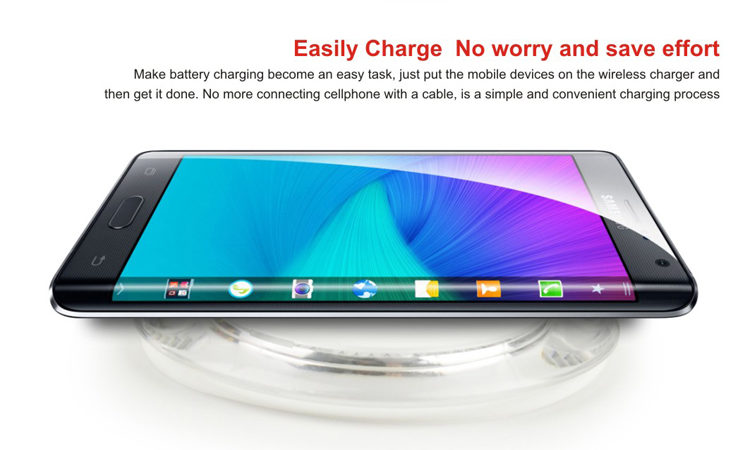 Easily Charge  No worry and save effort
Make battery charging become an easy task, just put the mobile devices on the wireless charger and
then get it done. No more connecting cellphone with a cable, is a simple and convenient charging process
SAMSUNG